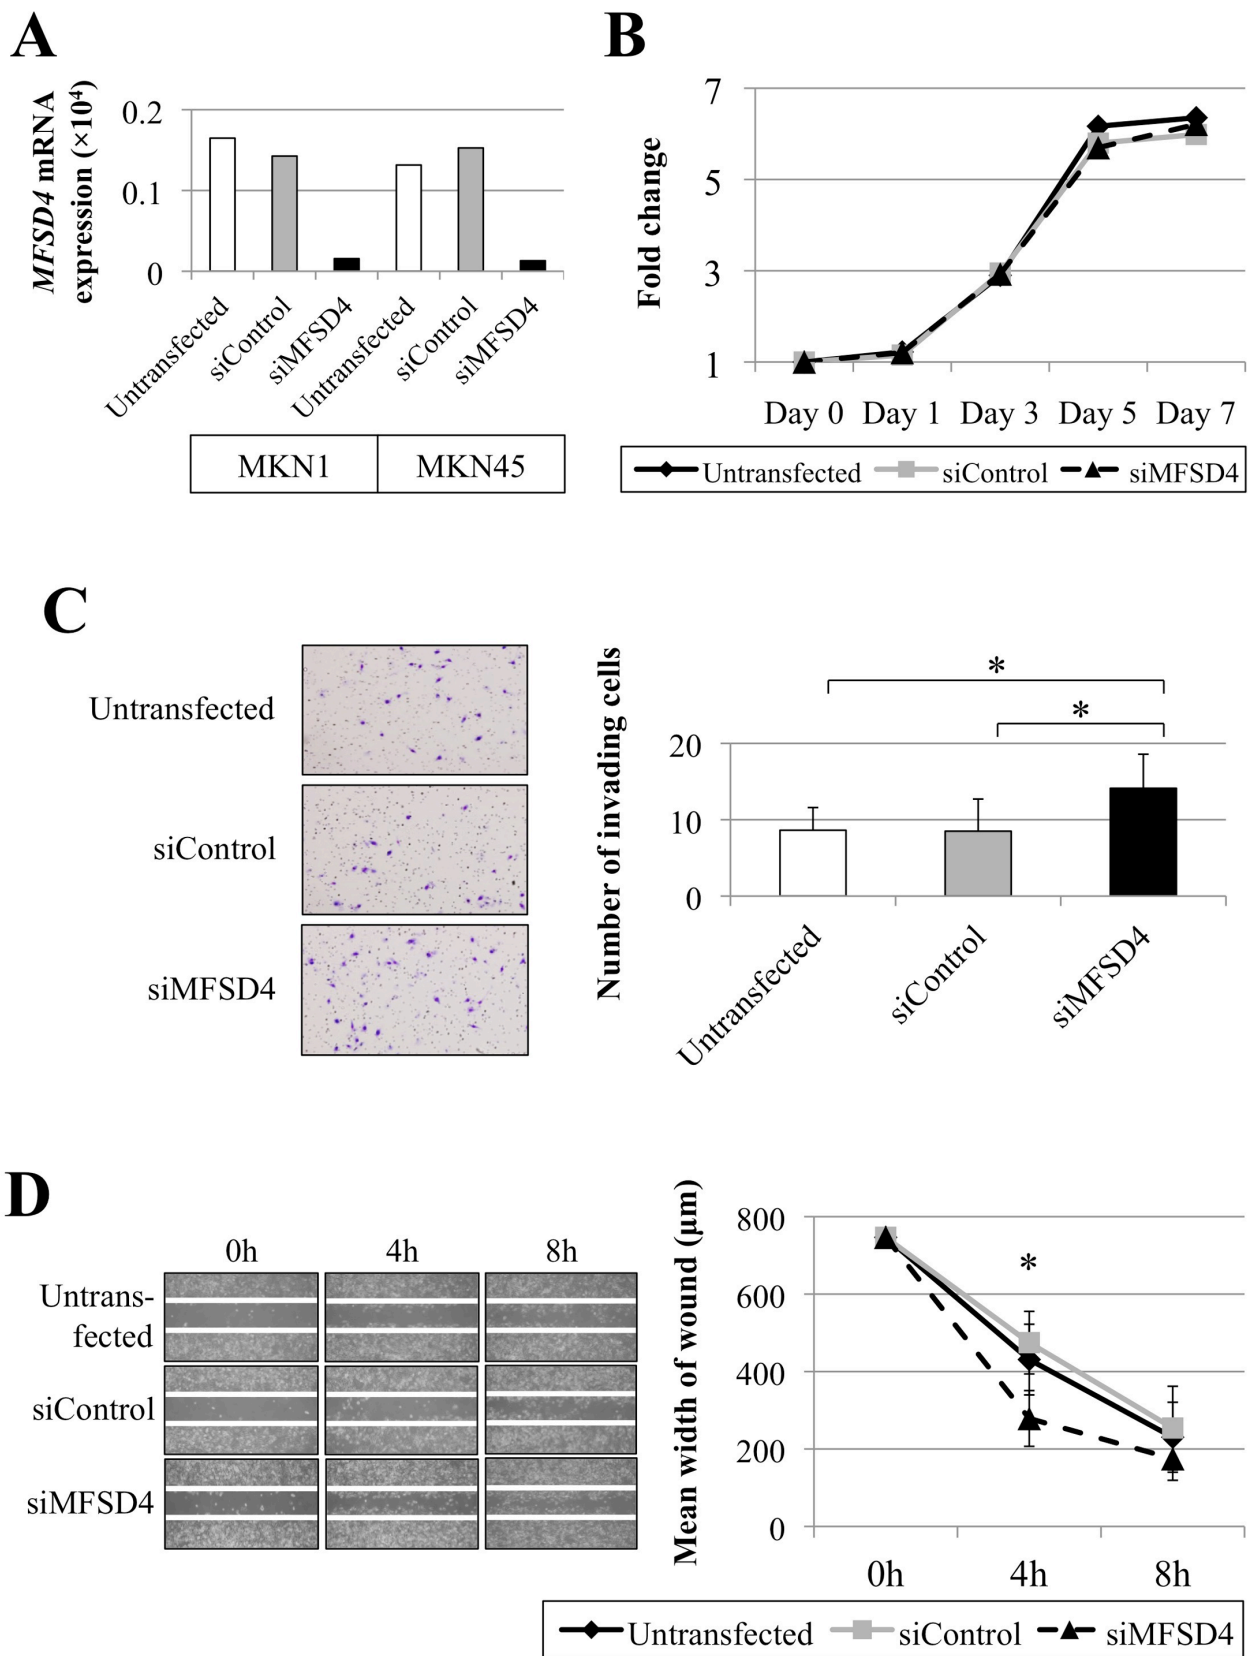 A
MFSD4 mRNA
expression (×10⁴)
0.2
0.1
0
Untransfected
siControl
siMFSD4
Untransfected
siControl
siMFSD4
MKN1
MKN45
B
Fold change
7
5
3
1
Day 0
Day 1
Day 3
Day 5
Day 7
Untransfected
siControl
siMFSD4
C
Untransfected
siControl
siMFSD4
Number of invading cells
*
*
20
10
0
Untransfected
siControl
siMFSD4
D
0h
4h
8h
Untrans-
fected
siControl
siMFSD4
Mean width of wound (μm)
800
600
400
200
0
*
0h
4h
8h
Untransfected
siControl
siMFSD4